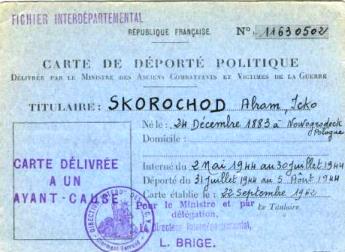 FICHIER INTERDÉPARTEMENTAL
RÉPUBLIQUE FRANÇAISE. N° 11630502
CARTE DE DÉPORTÉ POLITIQUE
DÉLIVRÉE PAR LE MINISTRE DES ANCIENS COMBATTANTS ET VICTIMES DE LA GUERRE
TITULAIRE : SKOROCHOD Abram, Icko
Né le : 24 Décembre 1883 à Nowogrodeck
Pologne
Domicile :
Interné du 2 Mai 1944 au 30 juillet 1944
Déporté du 31 juillet 1944 au 5 Août 1944
Carte établie le : 22 Septembre
CARTE DÉLIVRÉE
A UN
AYANT-CAUSE
Pour le Ministre et par
délégation,
Le Titulaire,
Le Directeur Interdépartemental,
L. BRIGE.